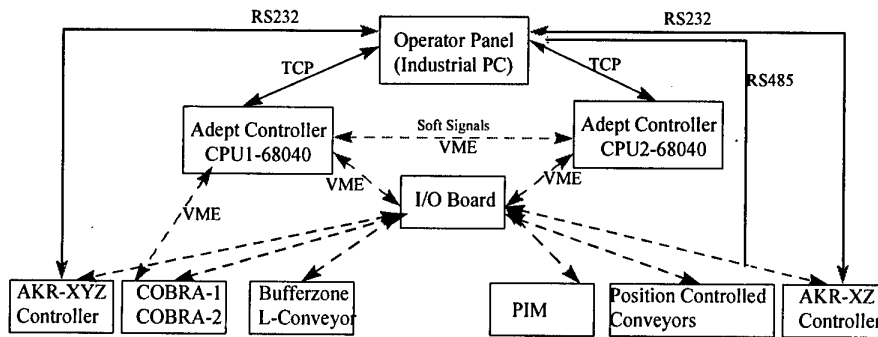 RS232
RS232
Operator Panel
(Industrial PC)
TCP
TCP
RS485
Adept Controller
CPU1-68040
Soft Signals
VME
Adept Controller
CPU2-68040
VME
VME
VME
I/O Board
AKR-XYZ
Controller
COBRA-1
COBRA-2
Bufferzone
L-Conveyor
PIM
Position Controlled
Conveyors
AKR-XZ
Controller